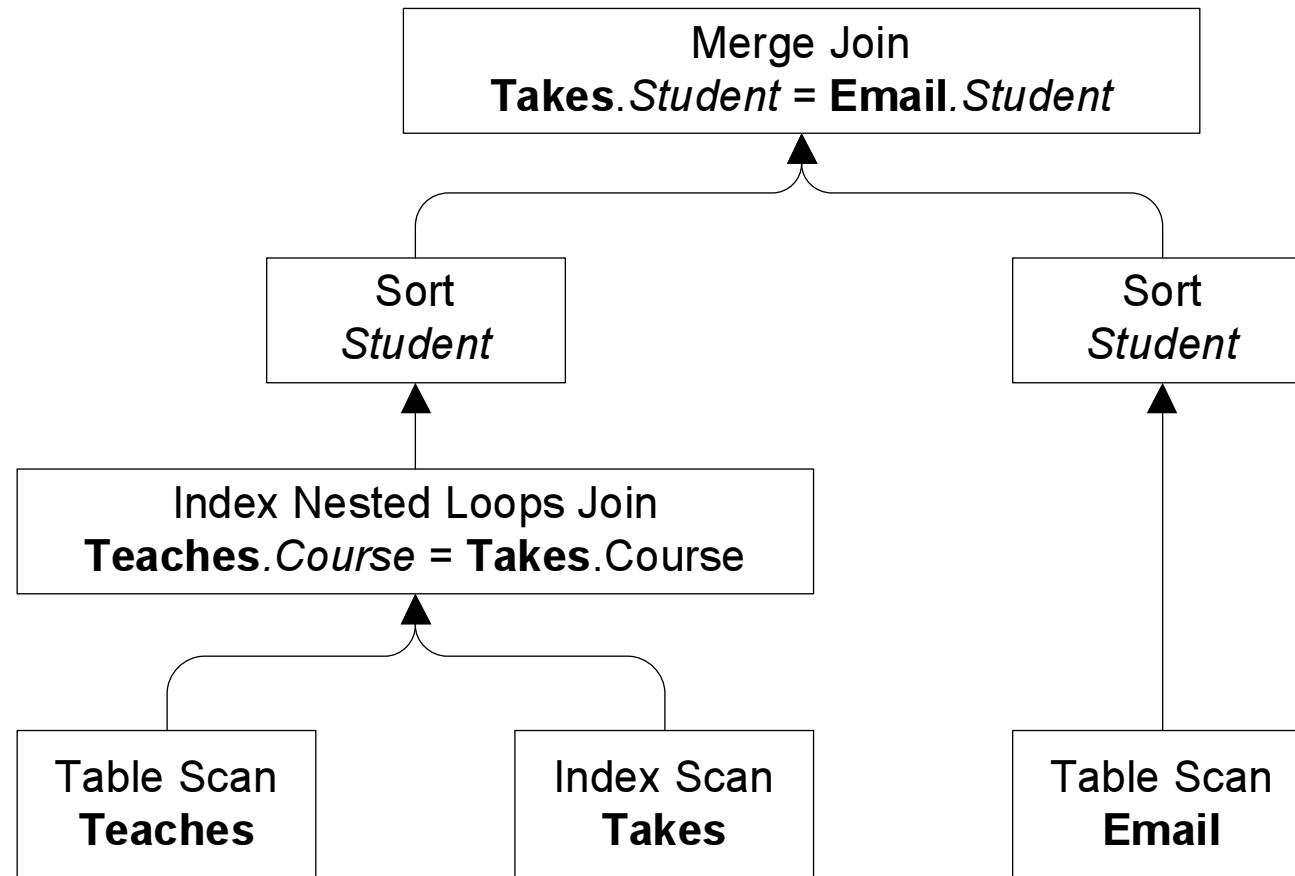 Merge Join
Takes.Student = Email.Student
Sort
Student
Sort
Student
Index Nested Loops Join
Teaches.Course = Takes.Course
Table Scan
Teaches
Index Scan
Takes
Table Scan
Email